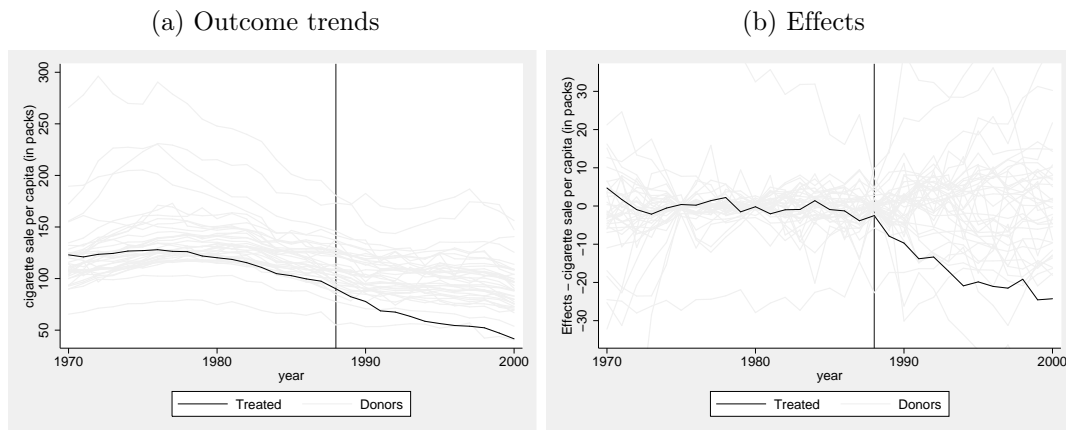 (a) Outcome trends
cigarette sale per capita (in packs)
300
250
200
150
100
50
1970 1980 1990 2000
year
Treated Donors
(b) Effects
Effects − cigarette sale per capita (in packs)
30
20
10
0
−10
−20
−30
1970 1980 1990 2000
year
Treated Donors